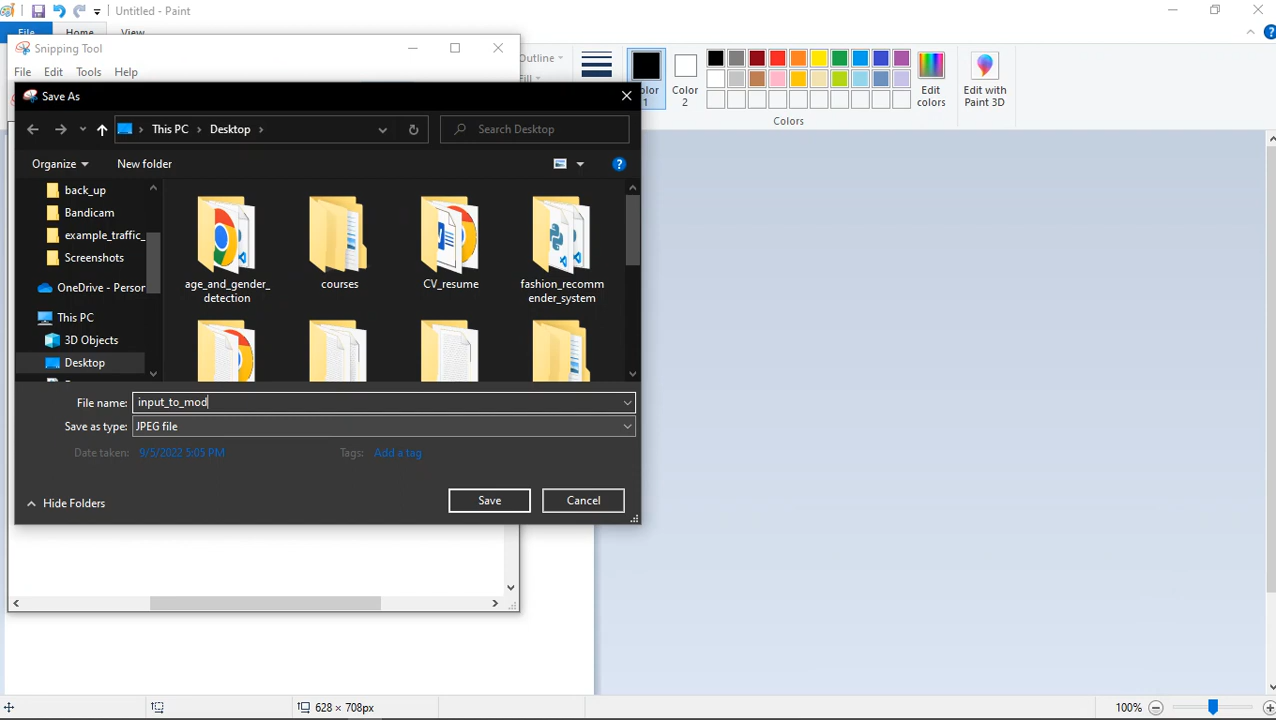 Untitled - Paint
File Home View
Snipping Tool
File Edit Tools Help
Outline
Fill
Color
1
Color
2
Edit
colors
Edit with
Paint 3D
Colors
Save As
This PC Desktop
Search Desktop
Organize New folder
back_up
Bandicam
example_traffic_
Screenshots
OneDrive - Person
This PC
3D Objects
Desktop
age_and_gender_
detection
courses
CV_resume
fashion_recomm
ender_system
File name: input_to_mod
Save as type: JPEG file
Date taken: 9/5/2022 5:05 PM Tags: Add a tag
Hide Folders Save Cancel
628 × 708px 100%